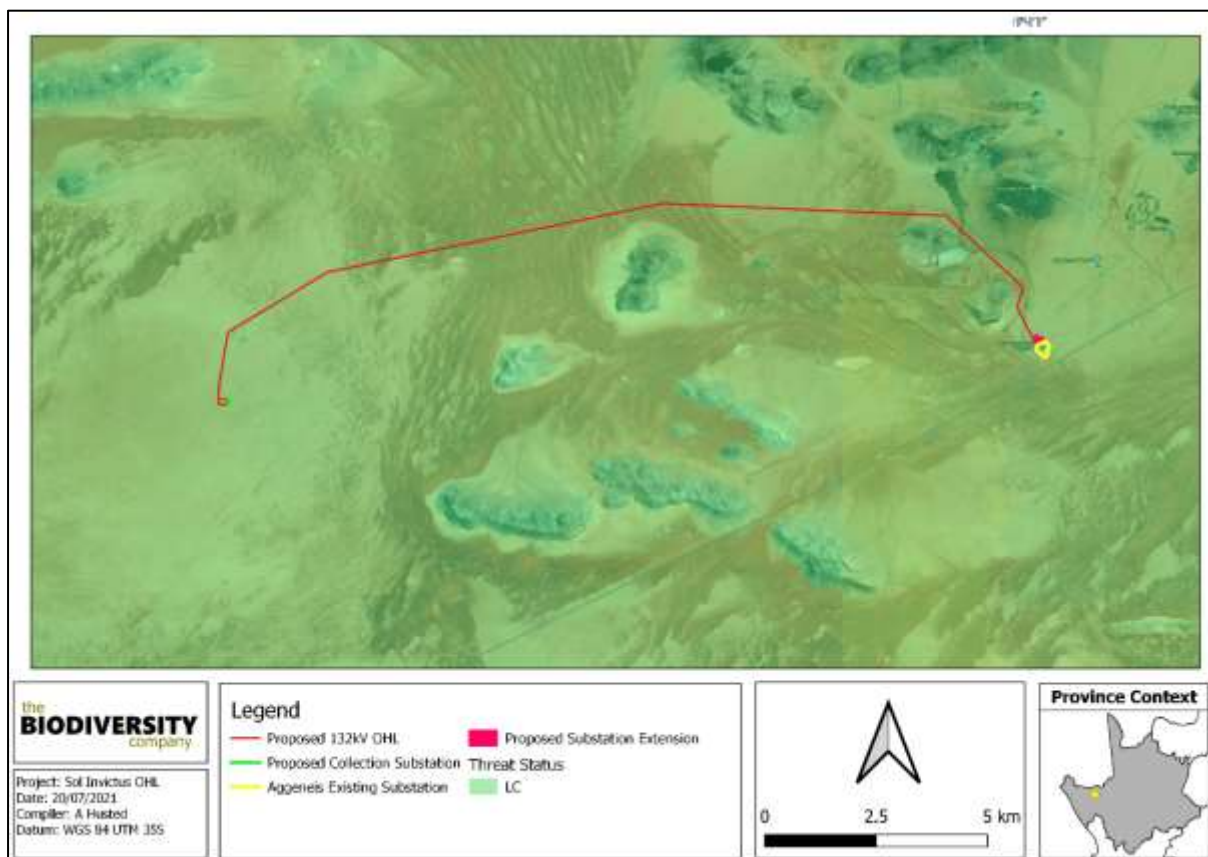 the
BIODIVERSITY
company
Project: Sol Invictus OHL
Date: 20/07/2021
Compiler: A Husted
Datum: WGS 84 UTM 35S
Legend
Proposed 132kV OHL
Proposed Collection Substation
Aggeneis Existing Substation
Proposed Substation Extension
Threat Status
LC
0 2.5 5 km
Province Context